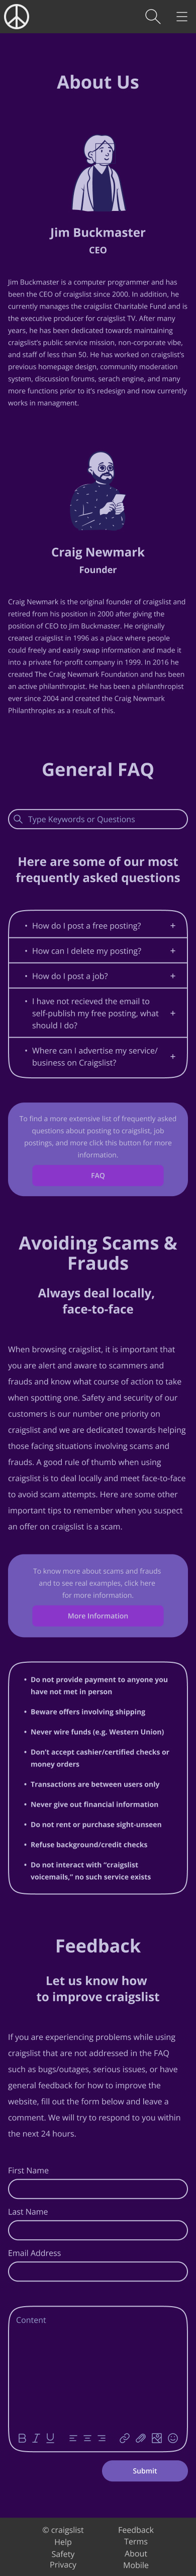 About Us
Jim Buckmaster
CEO
Jim Buckmaster is a computer programmer and has
been the CEO of craigslist since 2000. In addition, he
currently manages the craigslist Charitable Fund and is
the executive producer for craigslist TV. After many
years, he has been dedicated towards maintaining
craigslist's public service mission, non-corporate vibe,
and staff of less than 50. He has worked on craigslist's
previous homepage design, community moderation
system, discussion forums, serach engine, and many
more functions prior to it's redesign and now currently
works in managment.
Craig Newmark
Founder
Craig Newmark is the original founder of craigslist and
retired from his position in 2000 after giving the
position of CEO to Jim Buckmaster. He originally
created craigslist in 1996 as a place where people
could freely and easily swap information and made it
into a private for-profit company in 1999. In 2016 he
created The Craig Newmark Foundation and has been
an active philanthropist. He has been a philanthropist
ever since 2004 and created the Craig Newmark
Philanthropies as a result of this.
General FAQ
Type Keywords or Questions
Here are some of our most
frequently asked questions
• How do I post a free posting? +
• How can I delete my posting? +
• How do I post a job? +
• I have not recieved the email to
self-publish my free posting, what +
should I do?
• Where can I advertise my service/
business on Craigslist? +
To find a more extensive list of frequently asked
questions about posting to craigslist, job
postings, and more click this button for more
information.
FAQ
Avoiding Scams &
Frauds
Always deal locally,
face-to-face
When browsing craigslist, it is important that
you are alert and aware to scammers and
frauds and know what course of action to take
when spotting one. Safety and security of our
customers is our number one priority on
craigslist and we are dedicated towards helping
those facing situations involving scams and
frauds. A good rule of thumb when using
craigslist is to deal locally and meet face-to-face
to avoid scam attempts. Here are some other
important tips to remember when you suspect
an offer on craigslist is a scam.
To know more about scams and frauds
and to see real examples, click here
for more information.
More Information
• Do not provide payment to anyone you
have not met in person
• Beware offers involving shipping
• Never wire funds (e.g. Western Union)
• Don't accept cashier/certified checks or
money orders
• Transactions are between users only
• Never give out financial information
• Do not rent or purchase sight-unseen
• Refuse background/credit checks
• Do not interact with "craigslist
voicemails," no such service exists
Feedback
Let us know how
to improve craigslist
If you are experiencing problems while using
craigslist that are not addressed in the FAQ
such as bugs/outages, serious issues, or have
general feedback for how to improve the
website, fill out the form below and leave a
comment. We will try to respond to you within
the next 24 hours.
First Name
Last Name
Email Address
Content
B I U
Submit
© craigslist Feedback
Help Terms
Safety About
Privacy Mobile